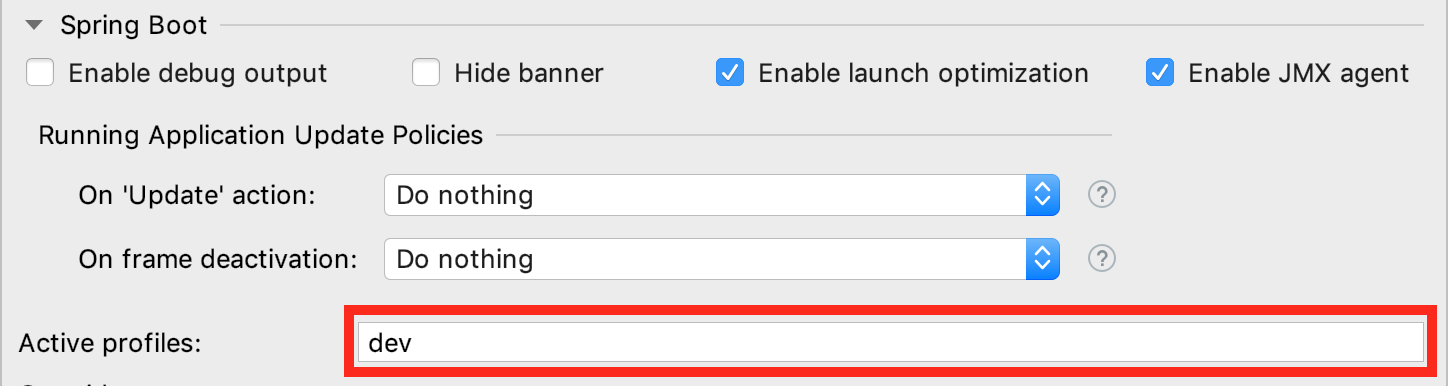 Spring Boot
Enable debug output Hide banner Enable launch optimization Enable JMX agent
Running Application Update Policies
On 'Update' action: Do nothing ?
On frame deactivation: Do nothing ?
Active profiles: dev